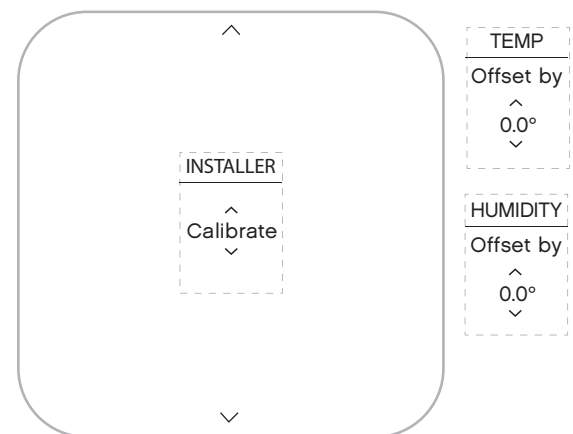 INSTALLER
Calibrate
TEMP
Offset by
0.0°
HUMIDITY
Offset by
0.0°